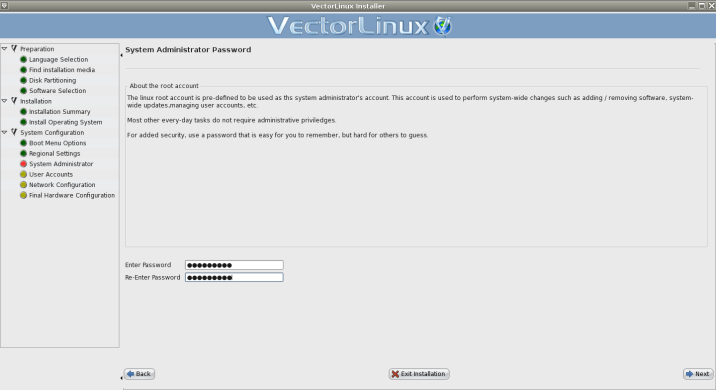 VectorLinux Installer
VectorLinux
Preparation
Language Selection
Find installation media
Disk Partitioning
Software Selection
Installation
Installation Summary
Install Operating System
System Configuration
Boot Menu Options
Regional Settings
System Administrator
User Accounts
Network Configuration
Final Hardware Configuration
System Administrator Password
About the root account
The linux root account is pre-defined to be used as ths system administrator's account. This account is used to perform system-wide changes such as adding / removing software, system-
wide updates,managing user accounts, etc.
Most other every-day tasks do not require administrative priviledges.
For added security, use a password that is easy for you to remember, but hard for others to guess.
Enter Password
Re-Enter Password
Back
Exit Installation
Next